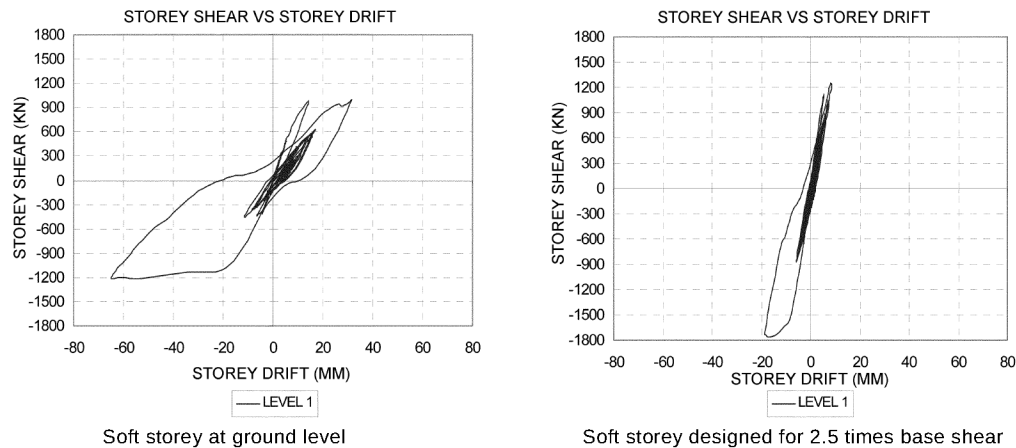 STOREY SHEAR VS STOREY DRIFT
1800
1500
1200
900
600
300
0
-300
-600
-900
-1200
-1500
-1800
STOREY SHEAR (KN)
-80 -60 -40 -20 0 20 40 60 80
STOREY DRIFT (MM)
LEVEL 1
Soft storey at ground level
STOREY SHEAR VS STOREY DRIFT
1800
1500
1200
900
600
300
0
-300
-600
-900
-1200
-1500
-1800
STOREY SHEAR (KN)
-80 -60 -40 -20 0 20 40 60 80
STOREY DRIFT (MM)
LEVEL 1
Soft storey designed for 2.5 times base shear